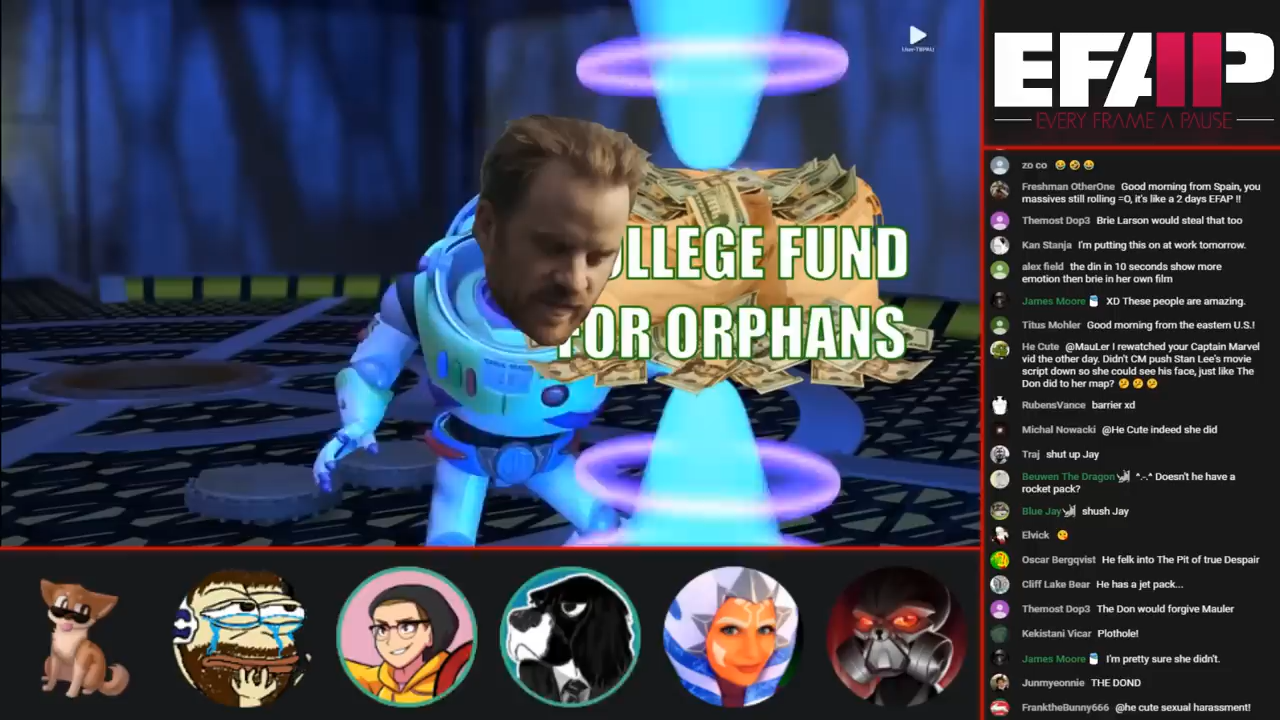 User-TBPAU
OLLEGE FUND
FOR ORPHANS
EFAP
EVERY FRAME A PAUSE
zo co 😂 🤣 😂
Freshman OtherOne Good morning from Spain, you
massives still rolling =O, it's like a 2 days EFAP !!
Themost Dop3 Brie Larson would steal that too
Kan Stanja I'm putting this on at work tomorrow.
alex field the din in 10 seconds show more
emotion then brie in her own film
James Moore XD These people are amazing.
Titus Mohler Good morning from the eastern U.S.!
He Cute @MauLer I rewatched your Captain Marvel
vid the other day. Didn't CM push Stan Lee's movie
script down so she could see his face, just like The
Don did to her map? 🤔 🤔 🤔
RubensVance barrier xd
Michal Nowacki @He Cute indeed she did
Traj shut up Jay
Beuwen The Dragon ^.-.^ Doesn't he have a
rocket pack?
Blue Jay shush Jay
Elvick 😘
Oscar Bergqvist He felk into The Pit of true Despair
Cliff Lake Bear He has a jet pack...
Themost Dop3 The Don would forgive Mauler
Kekistani Vicar Plothole!
James Moore I'm pretty sure she didn't.
Junmyeonnie THE DOND
FranktheBunny666 @he cute sexual harassment!